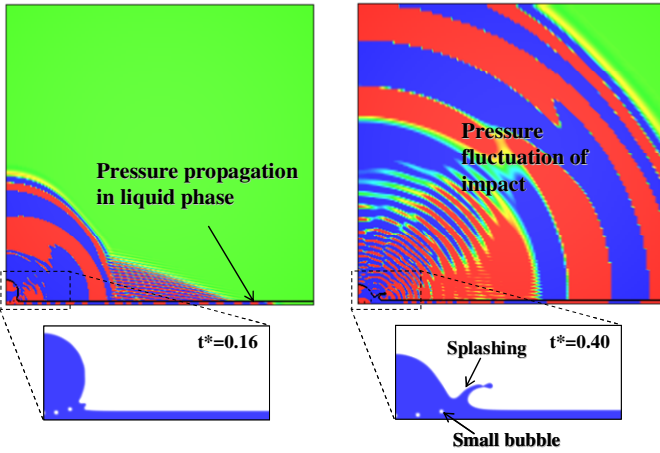 Pressure propagation
in liquid phase
t*=0.16
Pressure
fluctuation of
impact
t*=0.40
Splashing
Small bubble